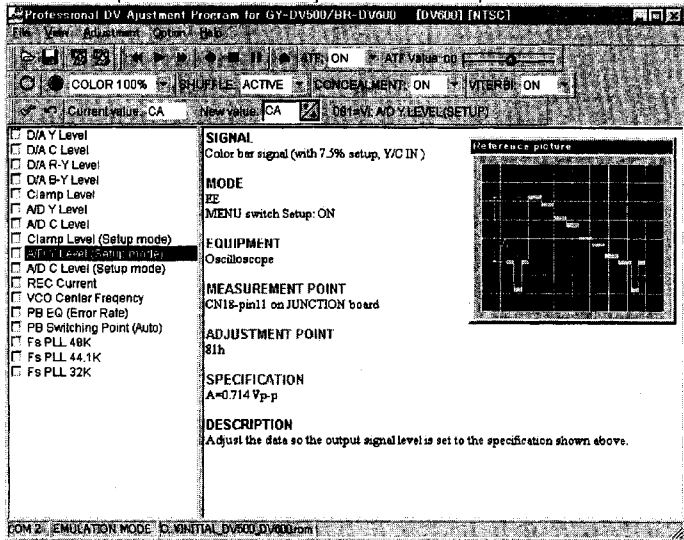 Professional DV Ajustment Program for GY-DV500/BR-DV600 [DV600] [NTSC]
File View Adjustment Option Help
ATF: ON ATF Value: 00
COLOR 100% SHUFFLE: ACTIVE CONCEALMENT: ON VITERBI: ON
Current value: CA New value: CA 081=VI: A/D Y LEVEL(SETUP)
D/A Y Level
D/A C Level
D/A R-Y Level
D/A B-Y Level
Clamp Level
A/D Y Level
A/D C Level
Clamp Level (Setup mode)
A/D Y Level (Setup mode)
A/D C Level (Setup mode)
REC Current
VCO Center Freqency
PB EQ (Error Rate)
PB Switching Point (Auto)
Fs PLL 48K
Fs PLL 44.1K
Fs PLL 32K
SIGNAL
Color bar signal (with 7.5% setup, Y/C IN)
MODE
EE
MENU switch Setup: ON
EQUIPMENT
Oscilloscope
MEASUREMENT POINT
CN18-pin11 on JUNCTION board
ADJUSTMENT POINT
81h
SPECIFICATION
A=0.714 Vp-p
DESCRIPTION
Adjust the data so the output signal level is set to the specification shown above.
Reference picture
COM 2: EMULATION MODE